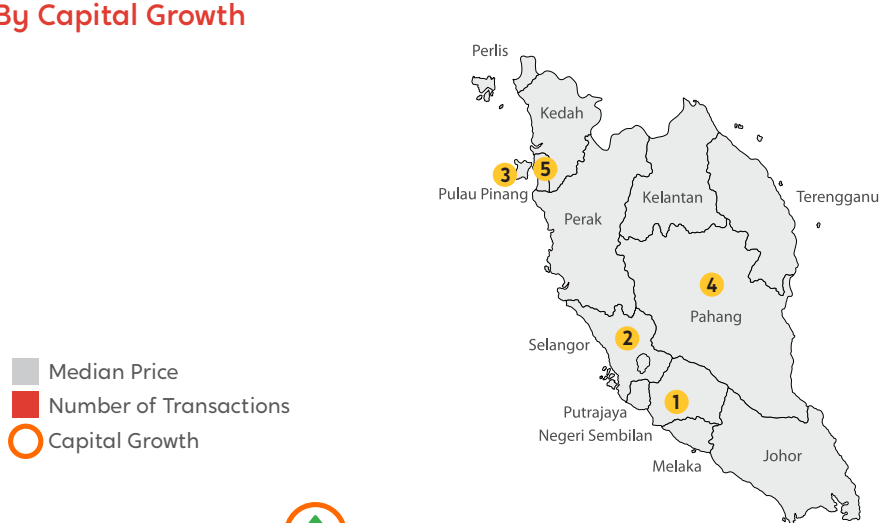 By Capital Growth
Perlis
Kedah
3
5
Pulau Pinang
Kelantan
Terengganu
Perak
4
Pahang
2
Selangor
Median Price
Number of Transactions
Capital Growth
1
Putrajaya
Negeri Sembilan
Melaka
Johor